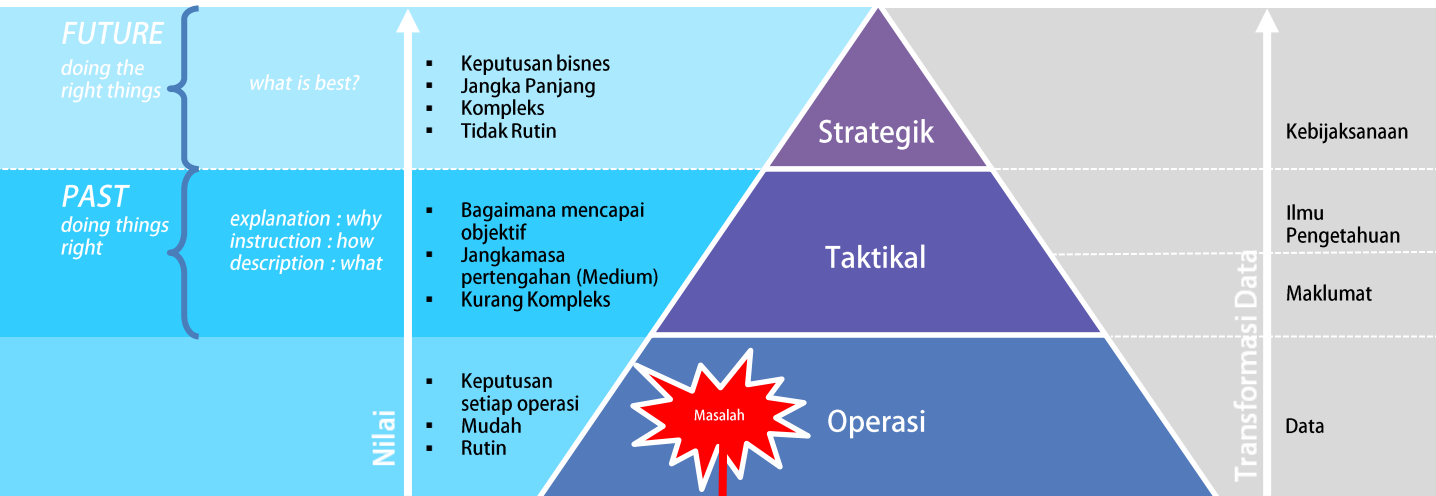 FUTURE
doing the
right things
what is best?
▪ Keputusan bisnes
▪ Jangka Panjang
▪ Kompleks
▪ Tidak Rutin
Strategik
Kebijaksanaan
PAST
doing things
right
explanation : why
instruction : how
description : what
▪ Bagaimana mencapai
objektif
▪ Jangkamasa
pertengahan (Medium)
▪ Kurang Kompleks
Taktikal
Ilmu
Pengetahuan
Maklumat
Nilai
▪ Keputusan
setiap operasi
▪ Mudah
▪ Rutin
Masalah
Operasi
Transformasi Data
Data